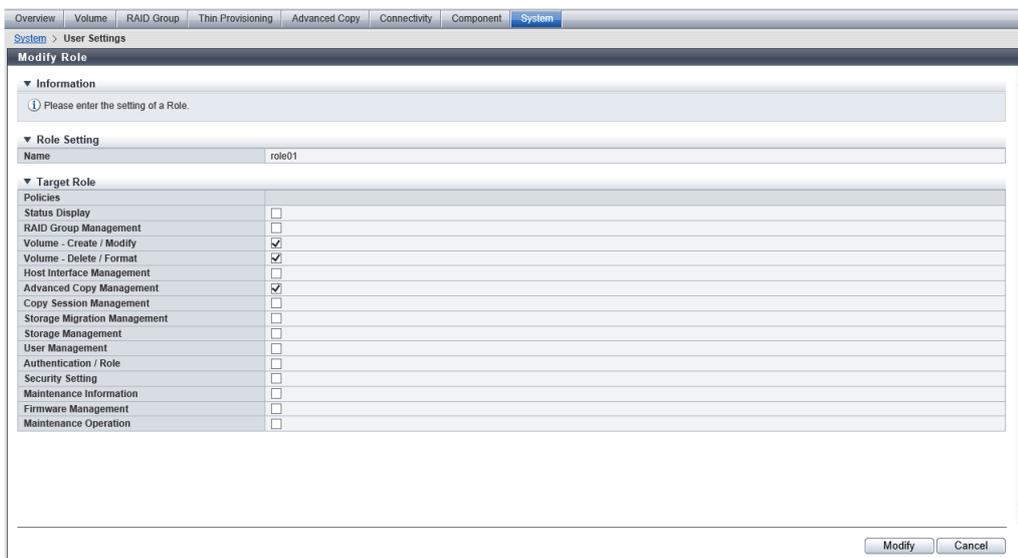 Overview Volume RAID Group Thin Provisioning Advanced Copy Connectivity Component System
System > User Settings
Modify Role
Information
Please enter the setting of a Role.
Role Setting
Name role01
Target Role
Policies
Status Display
RAID Group Management
Volume - Create / Modify
Volume - Delete / Format
Host Interface Management
Advanced Copy Management
Copy Session Management
Storage Migration Management
Storage Management
User Management
Authentication / Role
Security Setting
Maintenance Information
Firmware Management
Maintenance Operation
Modify Cancel